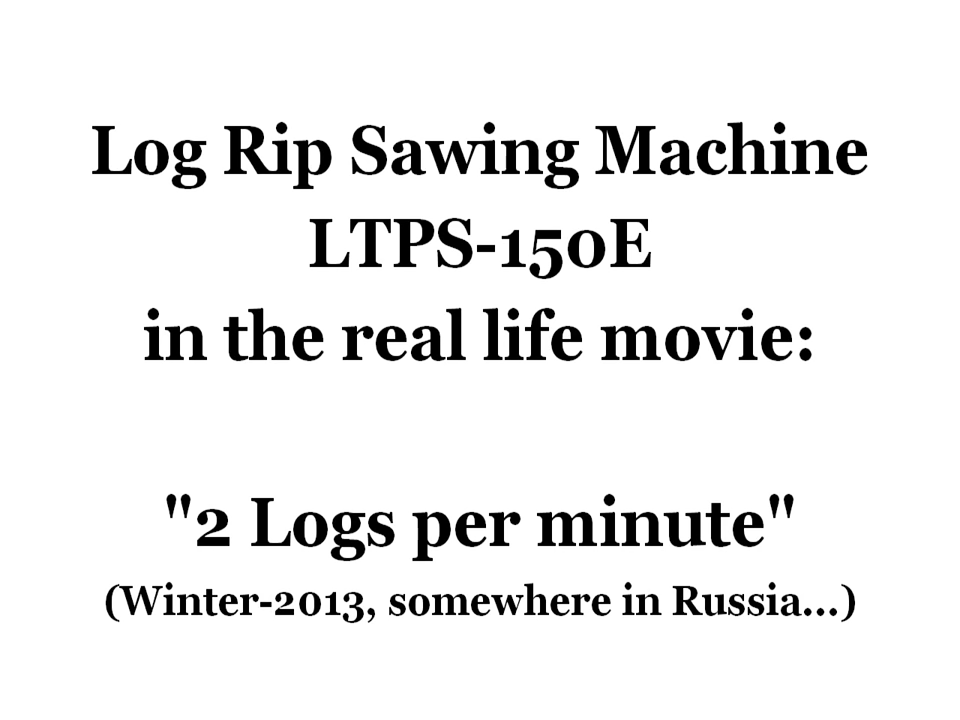 Log Rip Sawing Machine
LTPS-150E
in the real life movie:
"2 Logs per minute"
(Winter-2013, somewhere in Russia...)